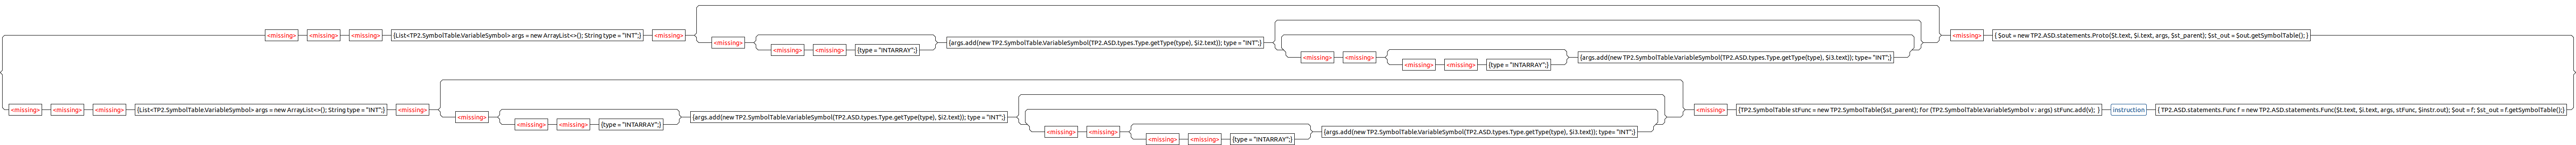 <missing> <missing> <missing> {List<TP2.SymbolTable.VariableSymbol> args = new ArrayList<>(); String type = "INT";} <missing> <missing> <missing> <missing> {type = "INTARRAY";} {args.add(new TP2.SymbolTable.VariableSymbol(TP2.ASD.types.Type.getType(type), $i2.text)); type = "INT";} <missing> <missing> <missing> <missing> {type = "INTARRAY";} {args.add(new TP2.SymbolTable.VariableSymbol(TP2.ASD.types.Type.getType(type), $i3.text)); type= "INT";} <missing> { $out = new TP2.ASD.statements.Proto($t.text, $i.text, args, $st_parent); $st_out = $out.getSymbolTable(); }
<missing> <missing> <missing> {List<TP2.SymbolTable.VariableSymbol> args = new ArrayList<>(); String type = "INT";} <missing> <missing> <missing> <missing> {type = "INTARRAY";} {args.add(new TP2.SymbolTable.VariableSymbol(TP2.ASD.types.Type.getType(type), $i2.text)); type = "INT";} <missing> <missing> <missing> <missing> {type = "INTARRAY";} {args.add(new TP2.SymbolTable.VariableSymbol(TP2.ASD.types.Type.getType(type), $i3.text)); type= "INT";} <missing> {TP2.SymbolTable stFunc = new TP2.SymbolTable($st_parent); for (TP2.SymbolTable.VariableSymbol v : args) stFunc.add(v); } instruction { TP2.ASD.statements.Func f = new TP2.ASD.statements.Func($t.text, $i.text, args, stFunc, $instr.out); $out = f; $st_out = f.getSymbolTable();}